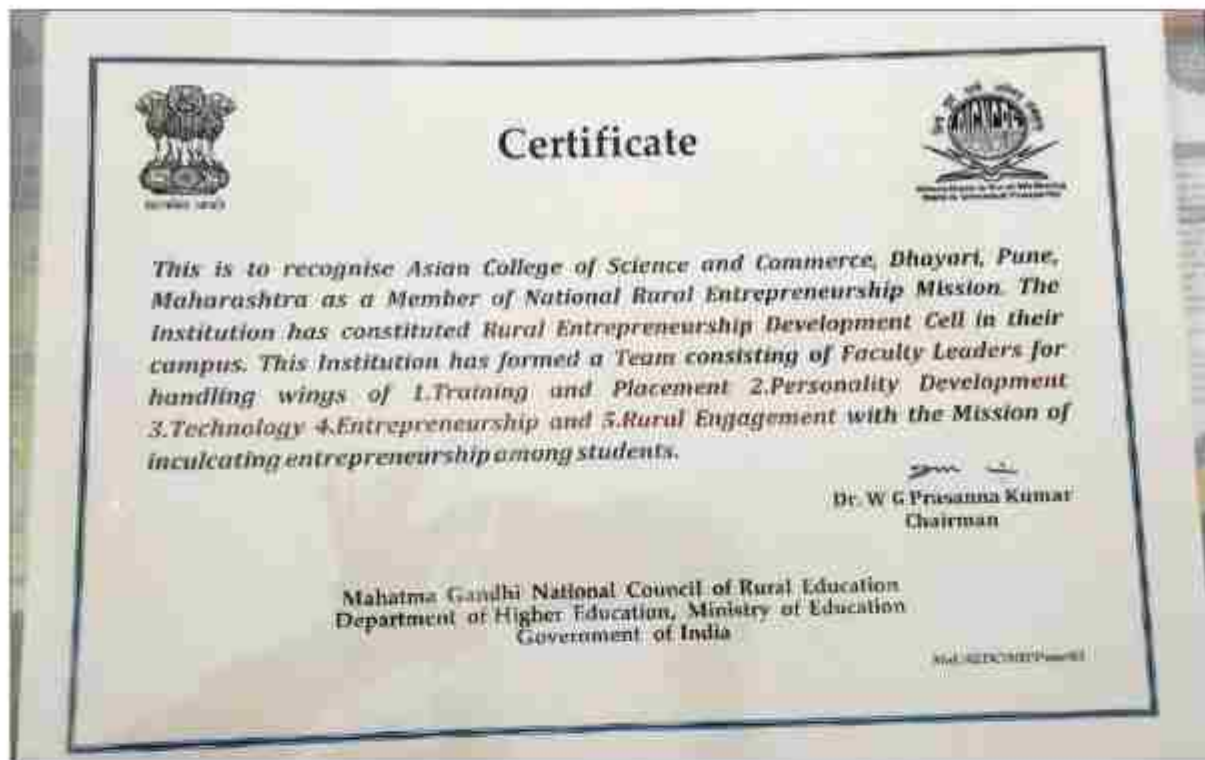 Certificate
This is to recognise Asian College of Science and Commerce, Dhayari, Pune,
Maharashtra as a Member of National Rural Entrepreneurship Mission. The
Institution has constituted Rural Entrepreneurship Development Cell in their
campus. This Institution has formed a Team consisting of Faculty Leaders for
handling wings of 1.Training and Placement 2.Personality Development
3.Technology 4.Entrepreneurship and 5.Rural Engagement with the Mission of
inculcating entrepreneurship among students.
Dr. W G Prasanna Kumar
Chairman
Mahatma Gandhi National Council of Rural Education
Department of Higher Education, Ministry of Education
Government of India